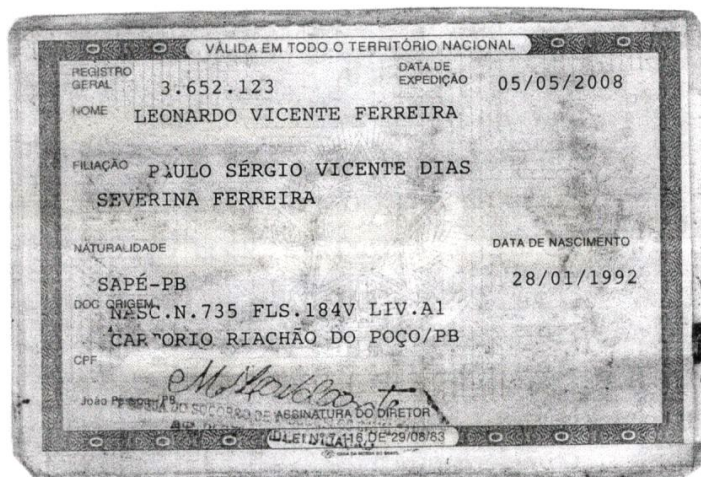 VÁLIDA EM TODO O TERRITÓRIO NACIONAL
REGISTRO GERAL 3.652.123 DATA DE EXPEDIÇÃO 05/05/2008
NOME LEONARDO VICENTE FERREIRA
FILIAÇÃO PAULO SÉRGIO VICENTE DIAS
SEVERINA FERREIRA
NATURALIDADE DATA DE NASCIMENTO
SAPÉ-PB 28/01/1992
DOC ORIGEM NASC.N.735 FLS.184V LIV.A1
CARTORIO RIACHÃO DO POÇO/PB
CPF
João Pessoa - PB
DO SOCORRO DE
ASSINATURA DO DIRETOR
DE 29/08/83